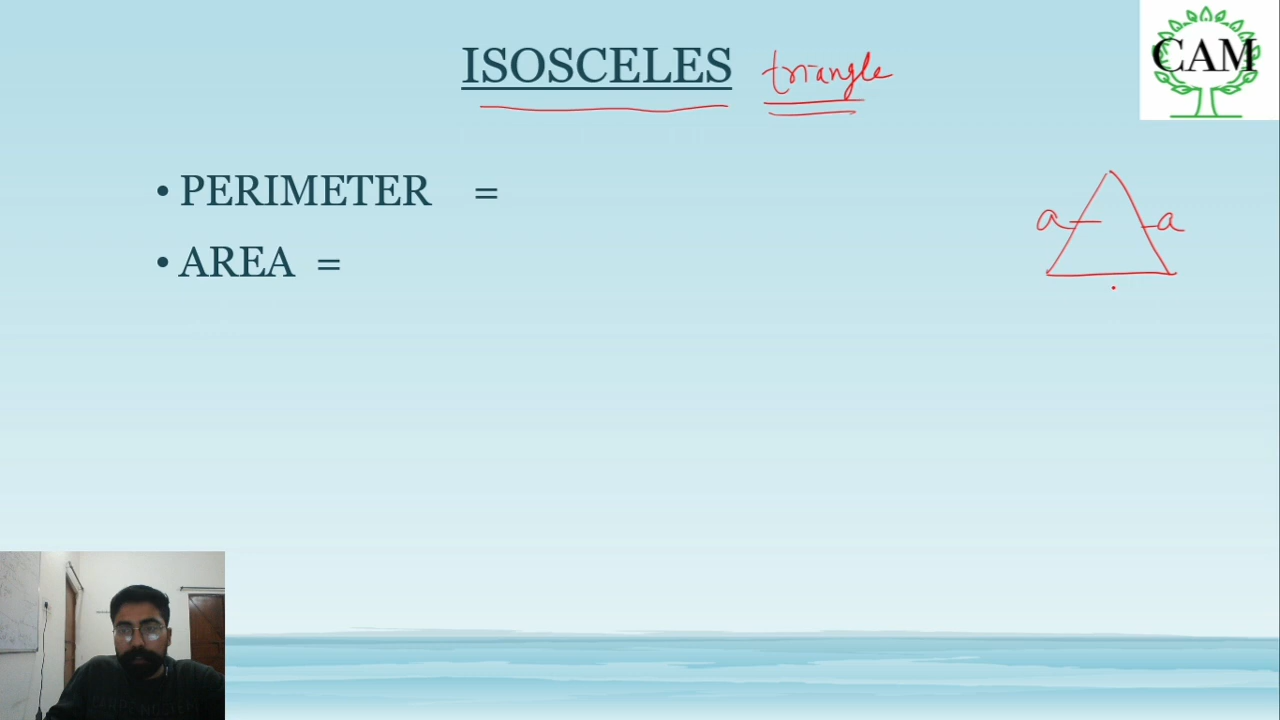 ISOSCELES triangle
CAM
• PERIMETER =
• AREA =
a a